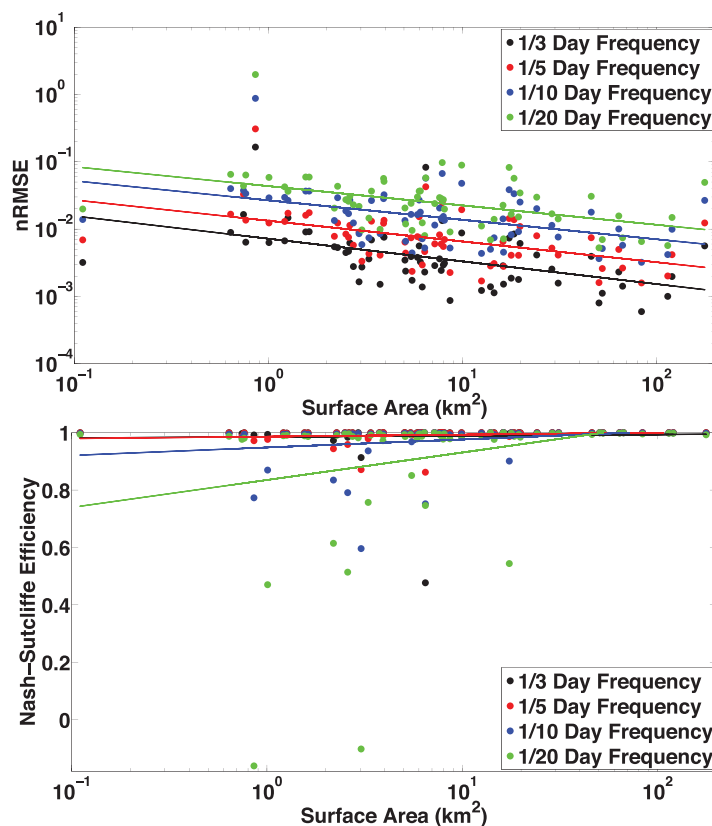 10^1
1/3 Day Frequency
1/5 Day Frequency
10^0
1/10 Day Frequency
1/20 Day Frequency
10^−1
nRMSE
10^−2
10^−3
10^−4
10^−1 10^0 10^1 10^2
Surface Area (km^2)
1
0.8
0.6
0.4
0.2
0
Nash−Sutcliffe Efficiency
1/3 Day Frequency
1/5 Day Frequency
1/10 Day Frequency
1/20 Day Frequency
10^−1 10^0 10^1 10^2
Surface Area (km^2)